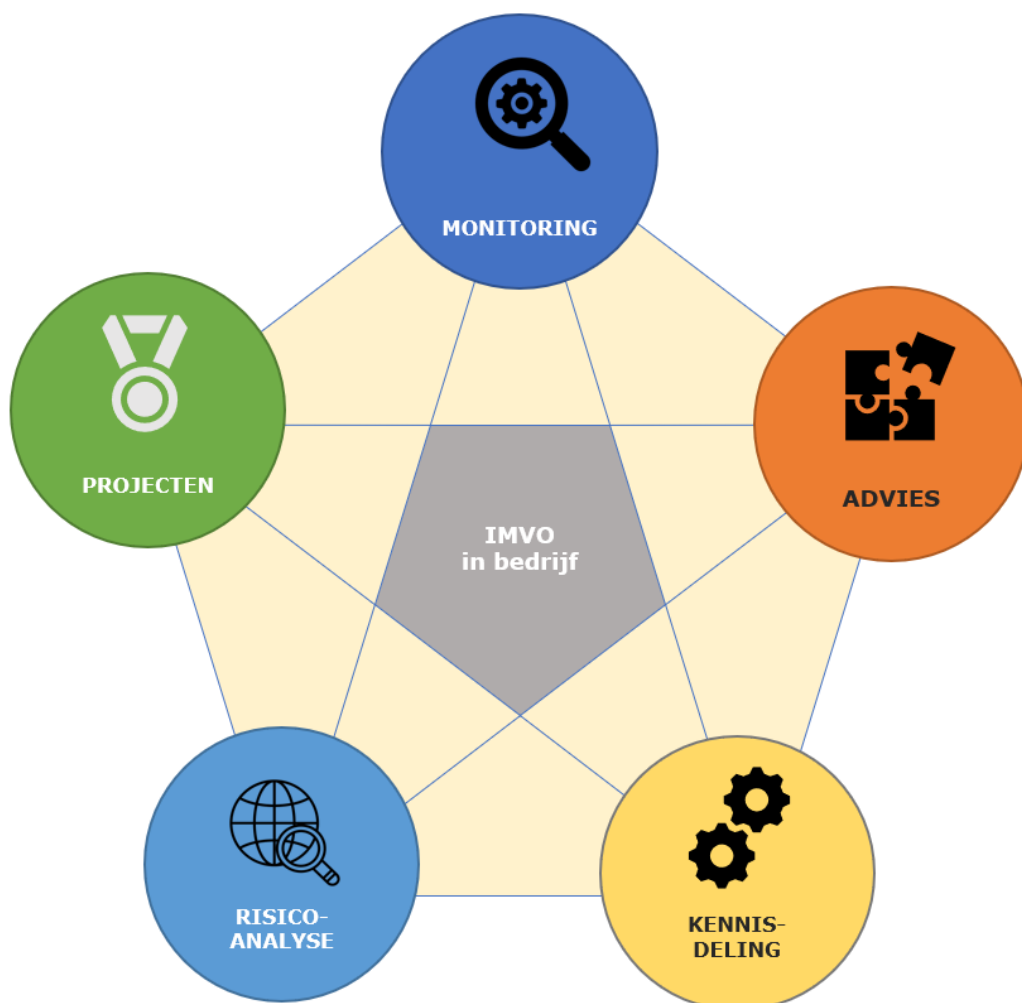 MONITORING
PROJECTEN
ADVIES
IMVO
in bedrijf
RISICO-
ANALYSE
KENNIS-
DELING